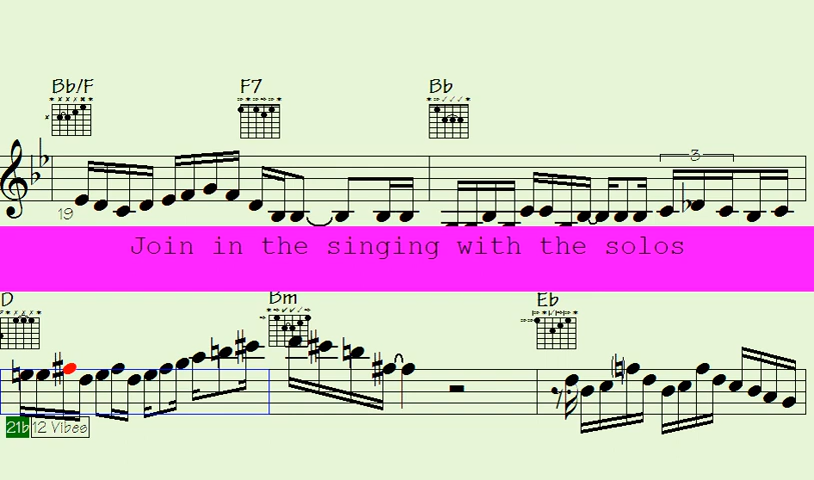 Bb/F F7 Bb
3
19
Join in the singing with the solos
D Bm Eb
21b 12 Vibes